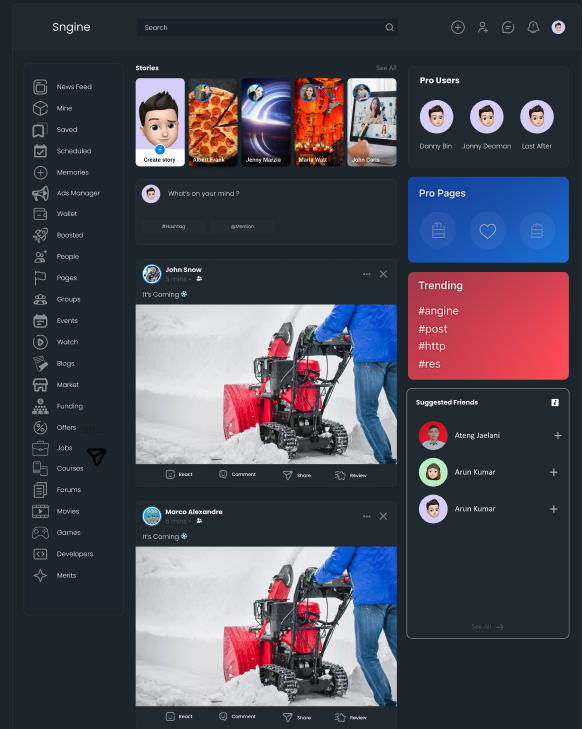 Sngine
Search
News Feed
Mine
Saved
Scheduled
Memories
Ads Manager
Wallet
Boosted
People
Pages
Groups
Events
Watch
Blogs
Market
Funding
Offers
Jobs
Courses
Forums
Movies
Games
Developers
Merits
Stories
See All
Create story
Albert Frank
Jenny Marzie
Maria Watt
John Carls
What's on your mind ?
#Hashtag
@Mention
John Snow
5 mins •
It's Coming
React
Comment
Share
Review
Marco Alexandre
5 mins •
It's Coming
React
Comment
Share
Review
Pro Users
Danny Bin
Jonny Deoman
Last After
Pro Pages
Trending
#angine
#post
#http
#res
Suggested Friends
Ateng Jaelani
Arun Kumar
Arun Kumar
See All